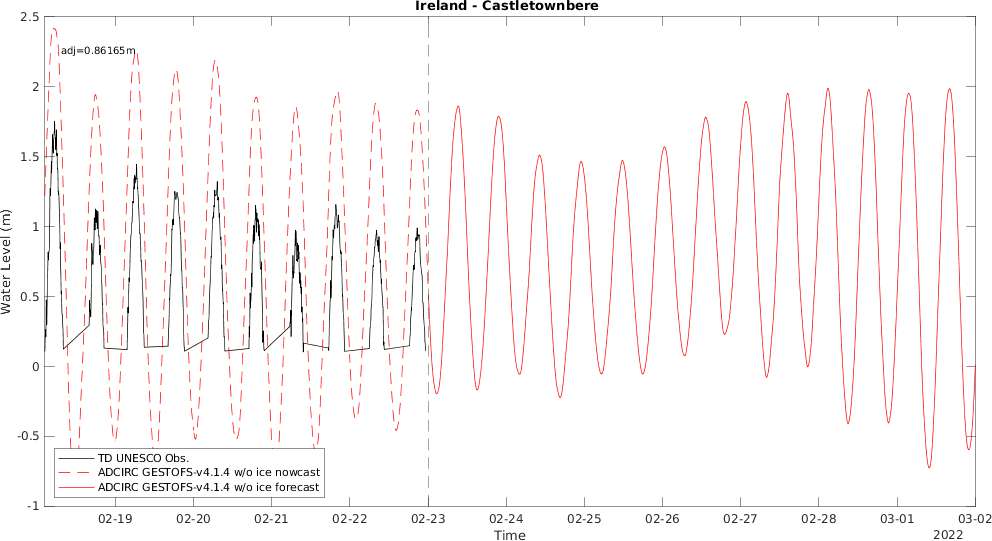 Ireland - Castletownbere
adj=0.86165m
Water Level (m)
2.5
2
1.5
1
0.5
0
-0.5
-1
TD UNESCO Obs.
ADCIRC GESTOFS-v4.1.4 w/o ice nowcast
ADCIRC GESTOFS-v4.1.4 w/o ice forecast
02-19 02-20 02-21 02-22 02-23 02-24 02-25 02-26 02-27 02-28 03-01 03-02
Time
2022